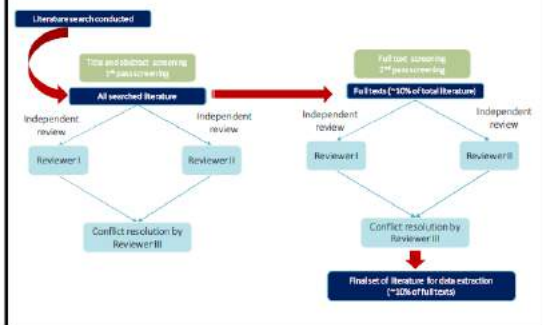 Literature search conducted
Title and abstract screening
1st pass screening
All searched literature
Independent
review
Independent
review
Reviewer I
Reviewer II
Conflict resolution by
Reviewer III
Full text screening
2nd pass screening
Full texts (~10% of total literature)
Independent
review
Independent
review
Reviewer I
Reviewer II
Conflict resolution by
Reviewer III
Final set of literature for data extraction
(~30% of full texts)